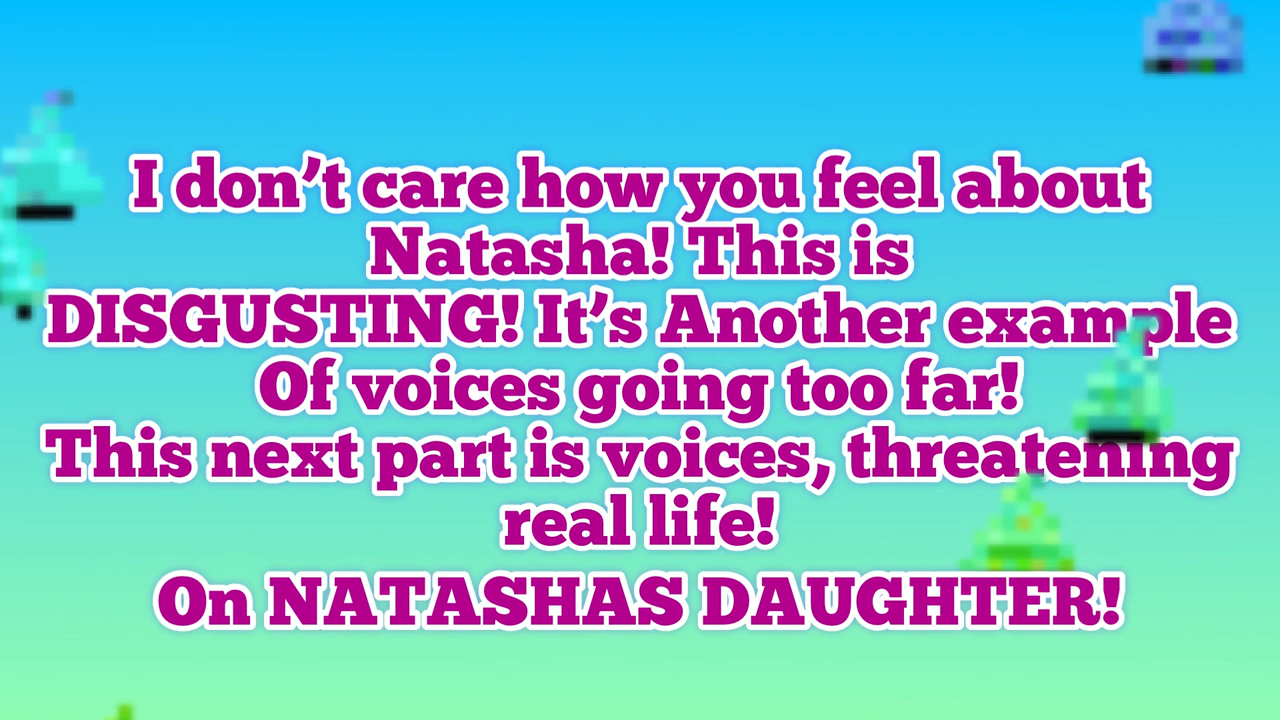 I don’t care how you feel about
Natasha! This is
DISGUSTING! It’s Another example
Of voices going too far!
This next part is voices, threatening
real life!
On NATASHAS DAUGHTER!